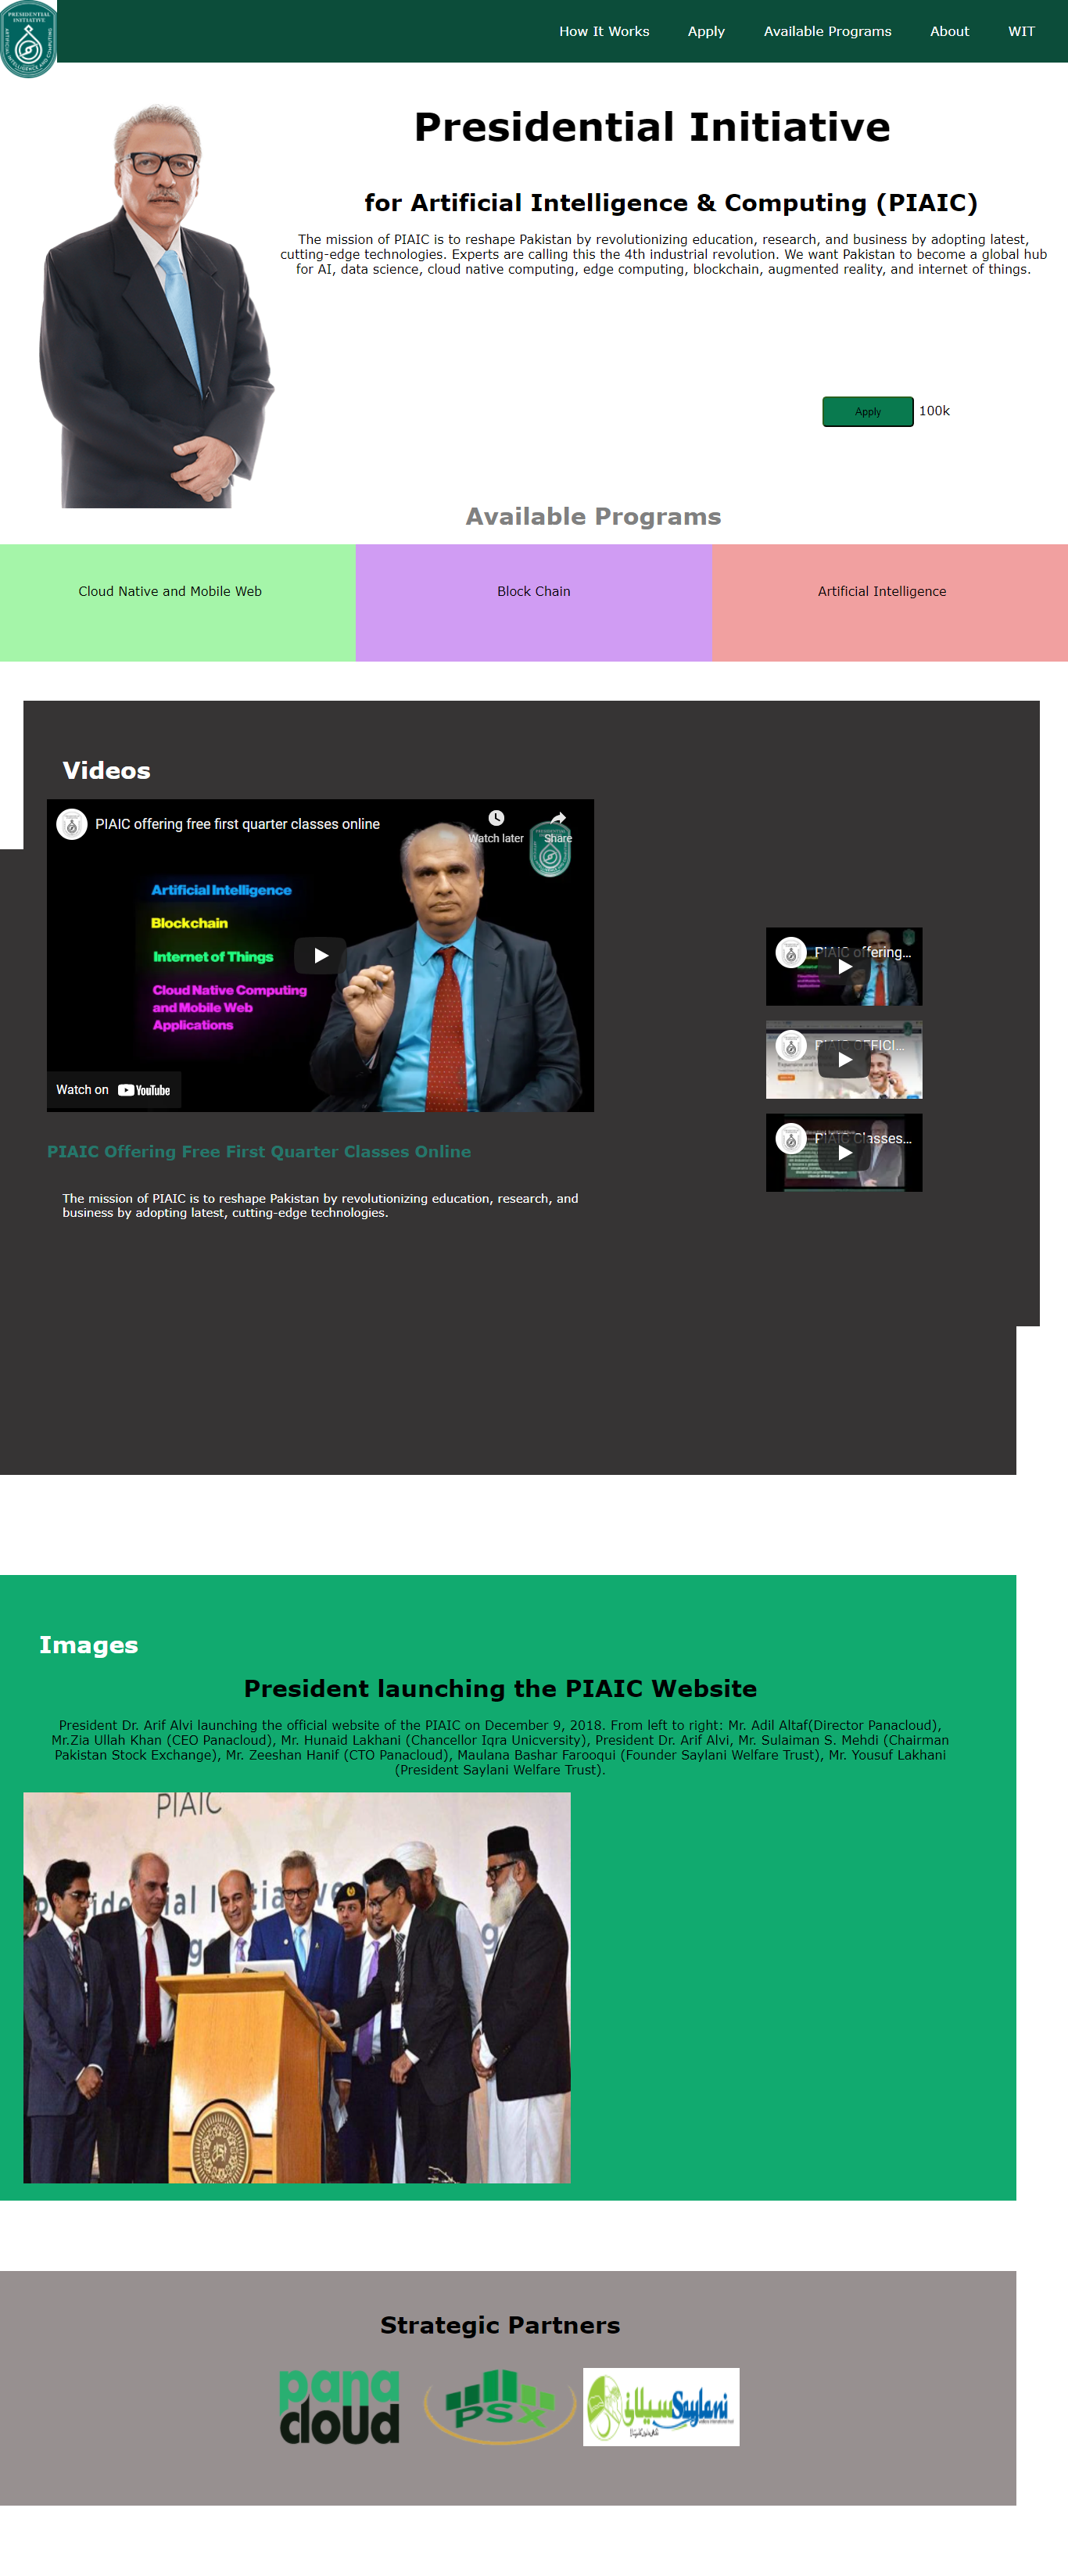 PRESIDENTIAL
INITIATIVE
ARTIFICIAL INTELLIGENCE AND COMPUTING
How It Works
Apply
Available Programs
About
WIT
Presidential Initiative
for Artificial Intelligence & Computing (PIAIC)
The mission of PIAIC is to reshape Pakistan by revolutionizing education, research, and business by adopting latest,
cutting-edge technologies. Experts are calling this the 4th industrial revolution. We want Pakistan to become a global hub
for AI, data science, cloud native computing, edge computing, blockchain, augmented reality, and internet of things.
Apply
100k
Available Programs
Cloud Native and Mobile Web
Block Chain
Artificial Intelligence
Videos
PIAIC offering free first quarter classes online
Watch later
Share
Artificial Intelligence
Blockchain
Internet of Things
Cloud Native Computing
and Mobile Web
Applications
Watch on YouTube
PIAIC offering...
PIAIC OFFICI...
PIAIC Classes...
PIAIC Offering Free First Quarter Classes Online
The mission of PIAIC is to reshape Pakistan by revolutionizing education, research, and
business by adopting latest, cutting-edge technologies.
Images
President launching the PIAIC Website
President Dr. Arif Alvi launching the official website of the PIAIC on December 9, 2018. From left to right: Mr. Adil Altaf(Director Panacloud),
Mr.Zia Ullah Khan (CEO Panacloud), Mr. Hunaid Lakhani (Chancellor Iqra Unicversity), President Dr. Arif Alvi, Mr. Sulaiman S. Mehdi (Chairman
Pakistan Stock Exchange), Mr. Zeeshan Hanif (CTO Panacloud), Maulana Bashar Farooqui (Founder Saylani Welfare Trust), Mr. Yousuf Lakhani
(President Saylani Welfare Trust).
PIAIC
Strategic Partners
pana
cloud
PSX
سیلانی Saylani